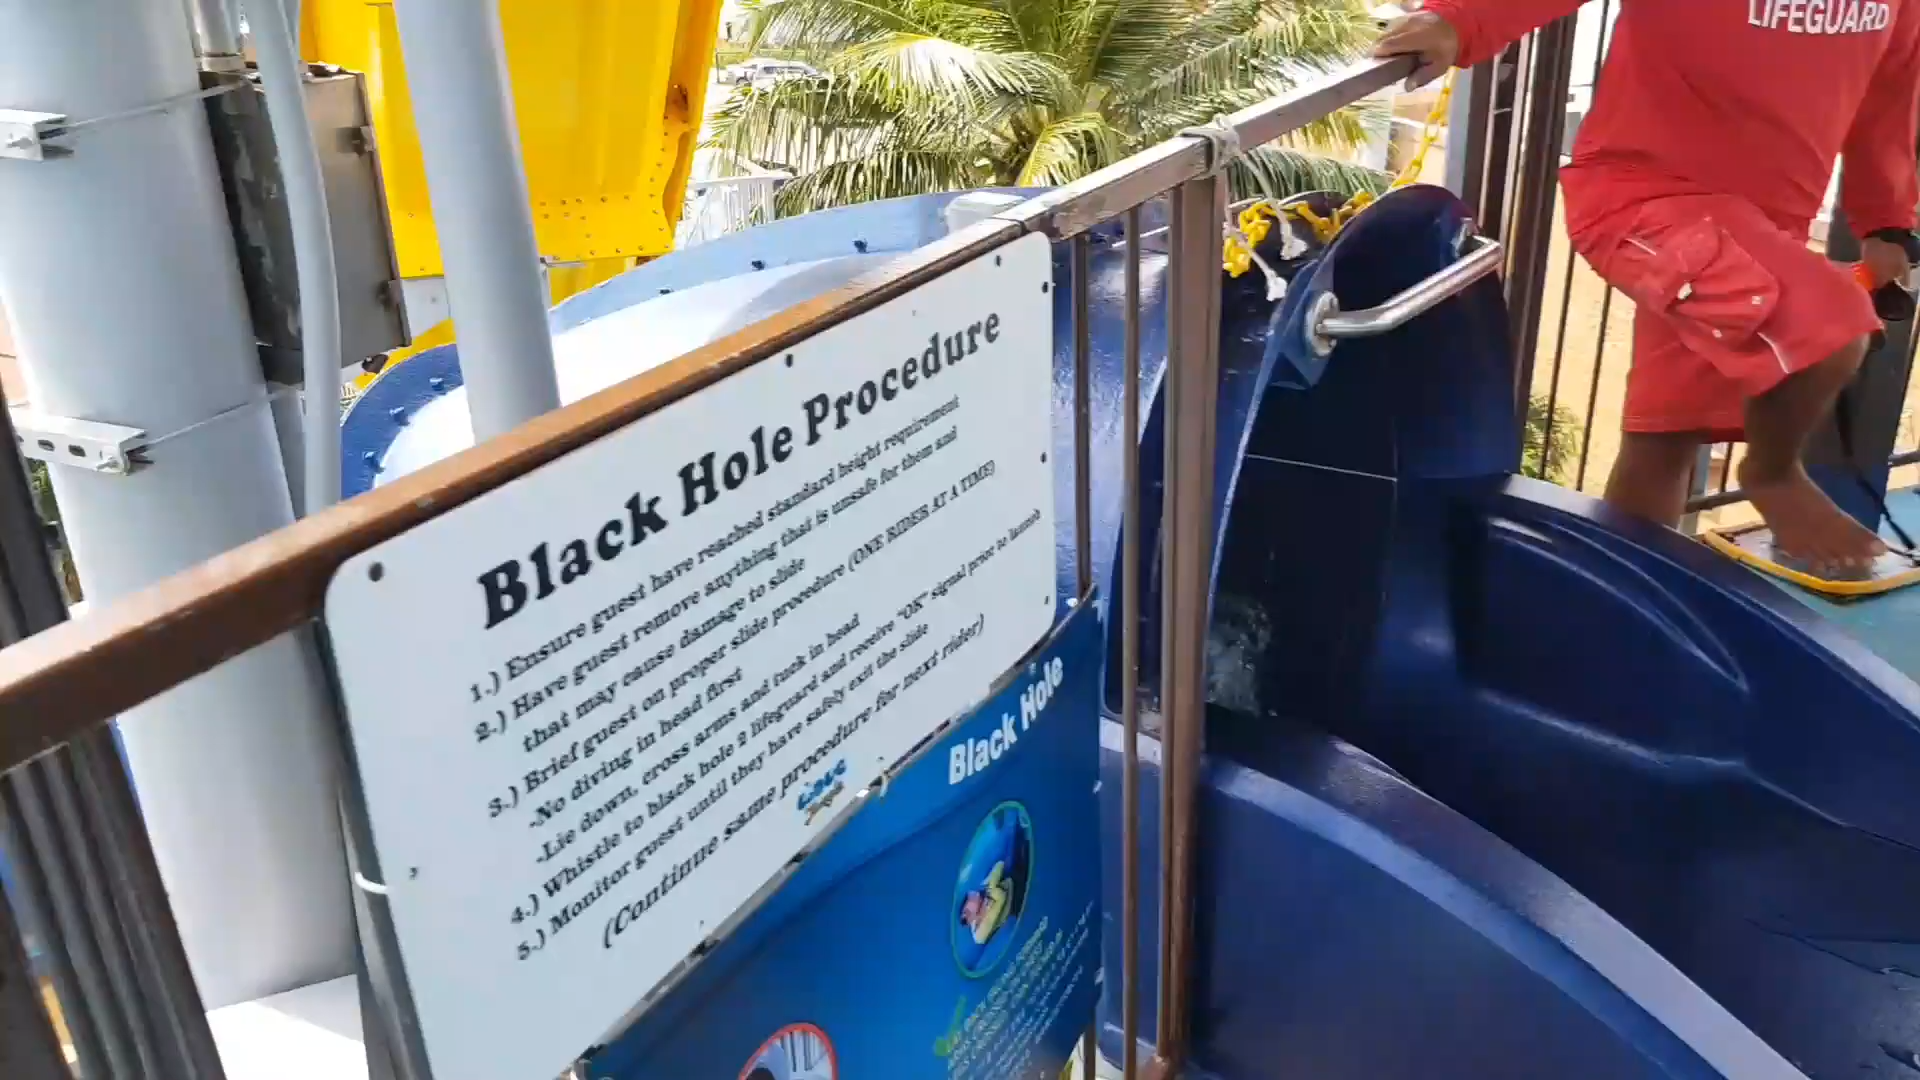 LIFEGUARD
Black Hole Procedure
1.) Ensure guest have reached standard height requirement
2.) Have guest remove anything that is unsafe for them and
that may cause damage to slide
3.) Brief guest on proper slide procedure (ONE RIDER AT A TIME)
-No diving in head first
-Lie down, cross arms and tuck in head
4.) Whistle to black hole 2 lifeguard and receive "OK" signal prior to launch
5.) Monitor guest until they have safely exit the slide
(Continue same procedure for next rider)
Black Hole